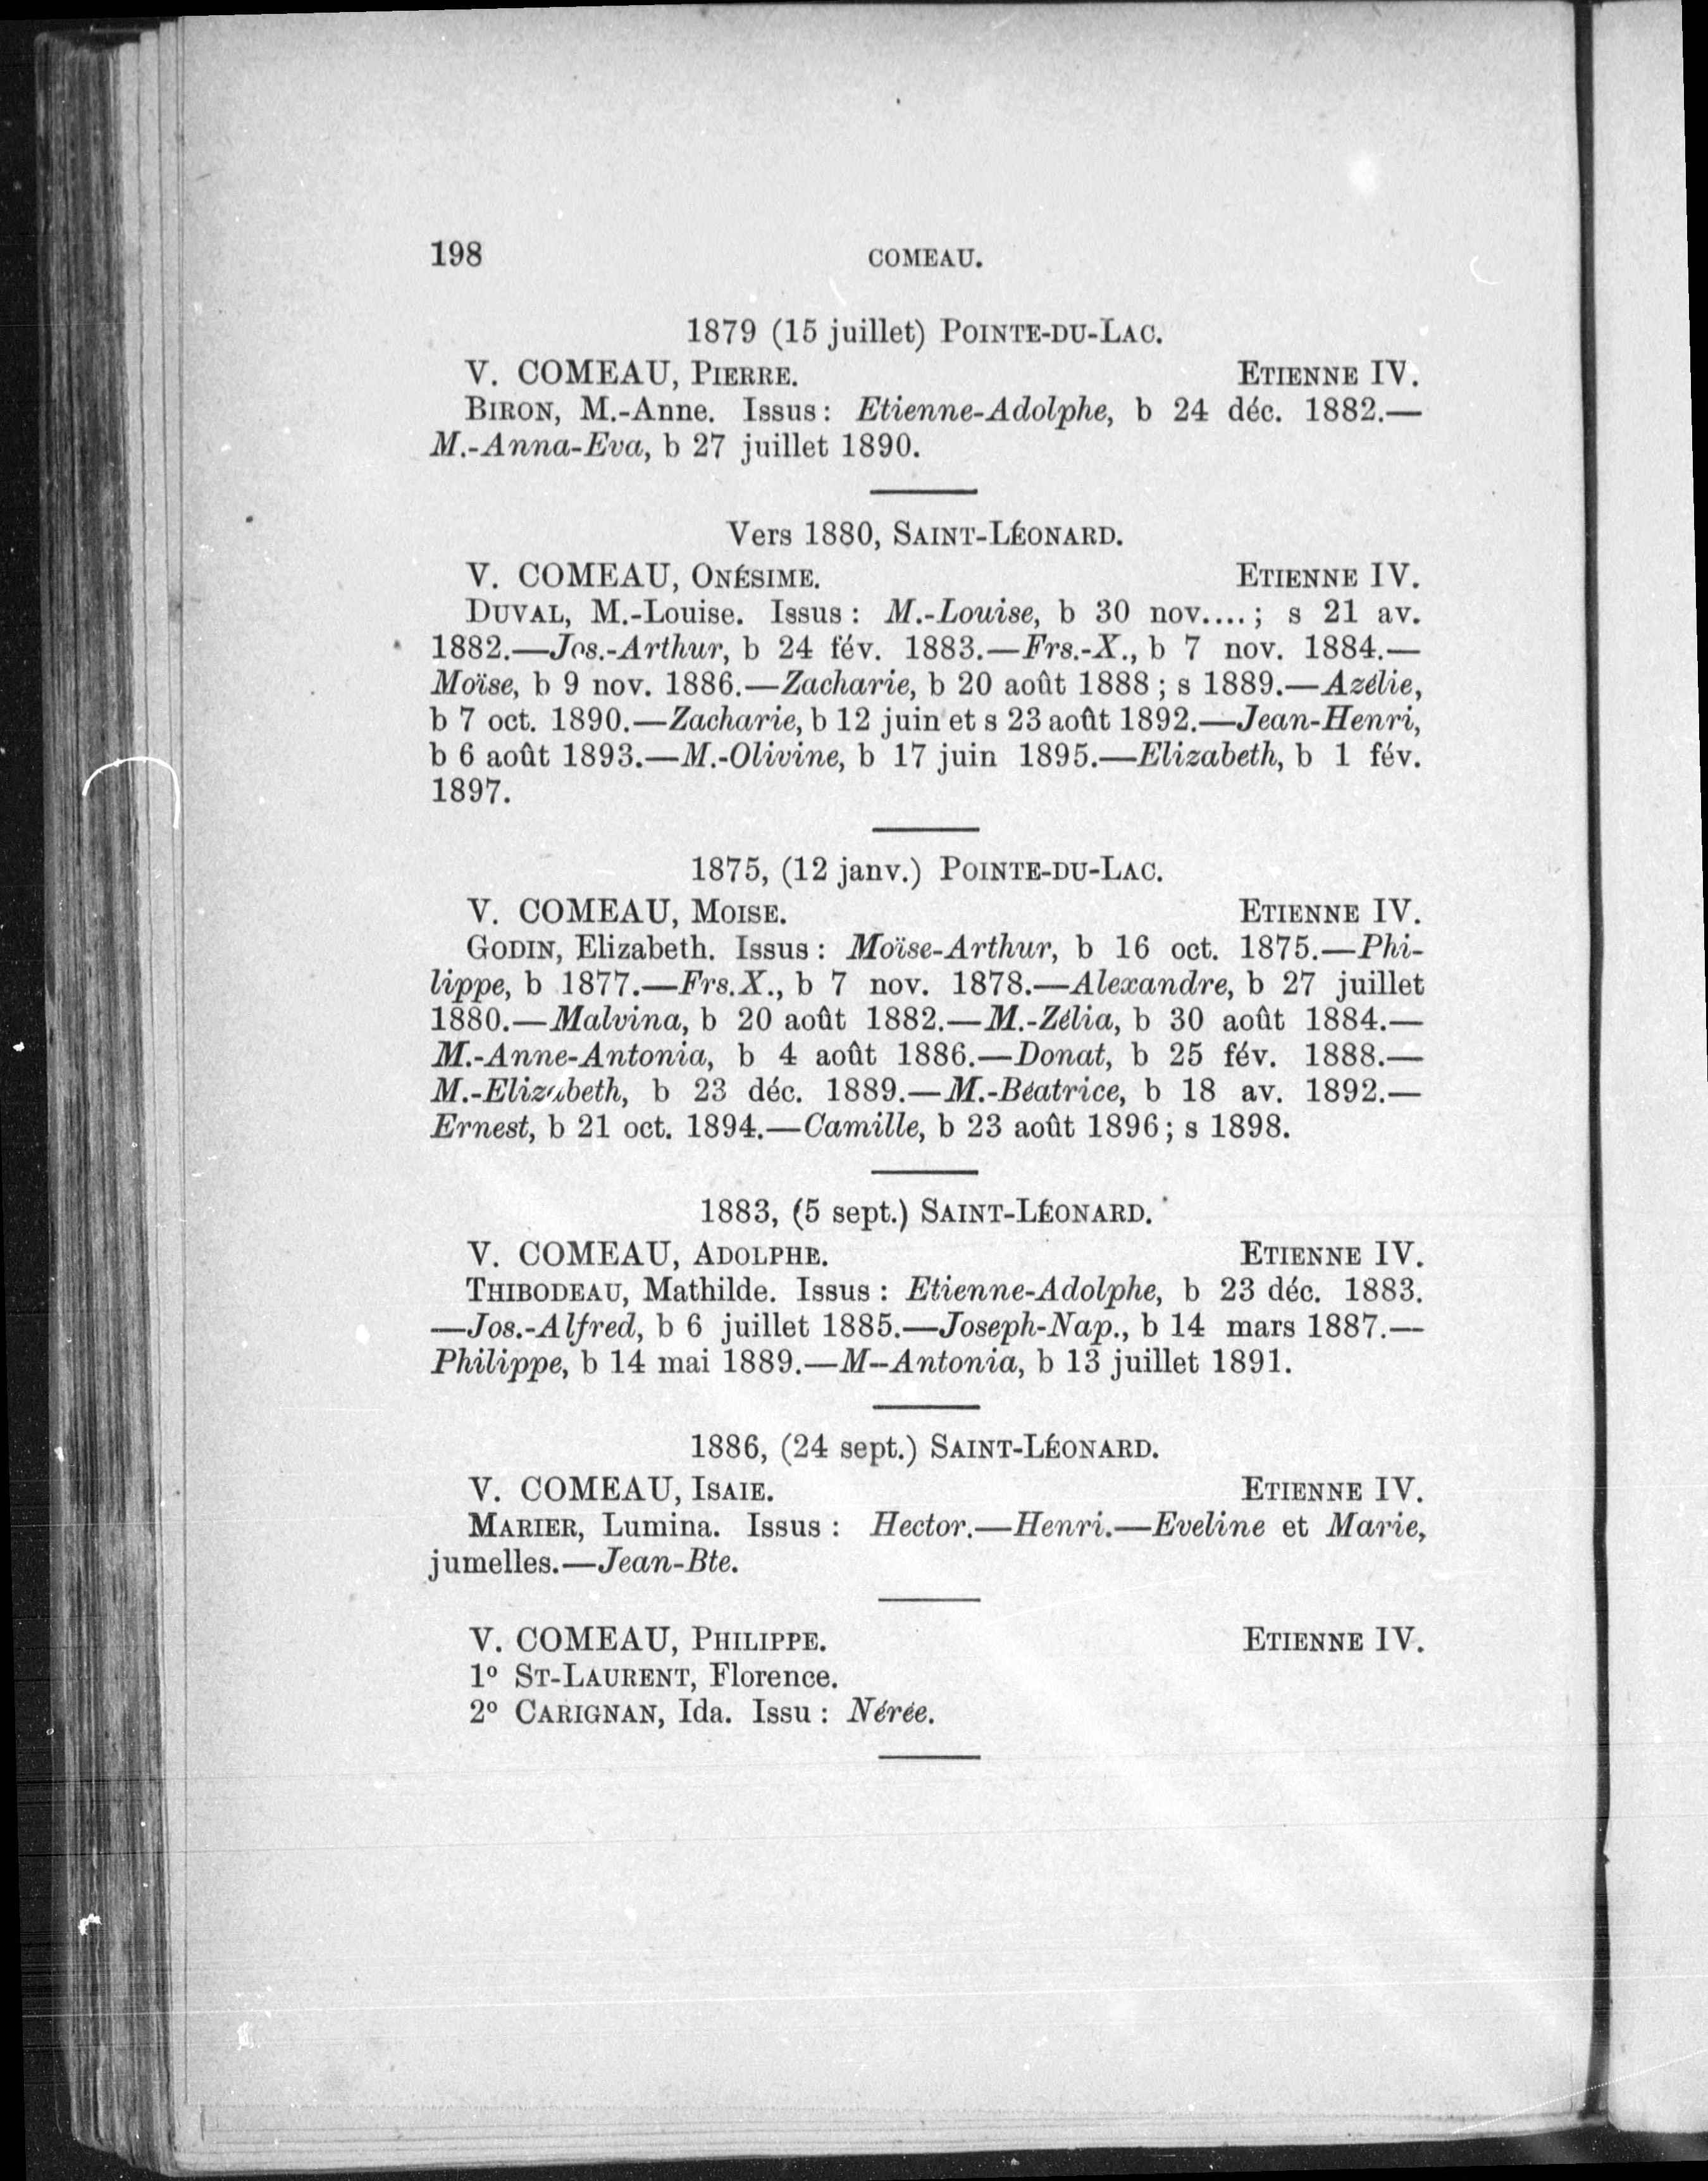 198 COMEAU.
1879 (15 juillet) POINTE-DU-LAC.
V. COMEAU, PIERRE. ETIENNE IV.
BIRON, M.-Anne. Issus : Etienne-Adolphe, b 24 déc. 1882.—
M.-Anna-Eva, b 27 juillet 1890.
Vers 1880, SAINT-LÉONARD.
V. COMEAU, ONÉSIME. ETIENNE IV.
DUVAL, M.-Louise. Issus : M.-Louise, b 30 nov....; s 21 av.
1882.—Jos.-Arthur, b 24 fév. 1883.—Frs.-X., b 7 nov. 1884.—
Moïse, b 9 nov. 1886.—Zacharie, b 20 août 1888 ; s 1889.—Azélie,
b 7 oct. 1890.—Zacharie, b 12 juin et s 23 août 1892.—Jean-Henri,
b 6 août 1893.—M.-Olivine, b 17 juin 1895.—Elizabeth, b 1 fév.
1897.
1875, (12 janv.) POINTE-DU-LAC.
V. COMEAU, MOISE. ETIENNE IV.
GODIN, Elizabeth. Issus : Moïse-Arthur, b 16 oct. 1875.—Phi-
lippe, b 1877.—Frs.X., b 7 nov. 1878.—Alexandre, b 27 juillet
1880.—Malvina, b 20 août 1882.—M.-Zélia, b 30 août 1884.—
M.-Anne-Antonia, b 4 août 1886.—Donat, b 25 fév. 1888.—
M.-Elizabeth, b 23 déc. 1889.—M.-Béatrice, b 18 av. 1892.—
Ernest, b 21 oct. 1894.—Camille, b 23 août 1896 ; s 1898.
1883, (5 sept.) SAINT-LÉONARD.
V. COMEAU, ADOLPHE. ETIENNE IV.
THIBODEAU, Mathilde. Issus : Etienne-Adolphe, b 23 déc. 1883.
—Jos.-Alfred, b 6 juillet 1885.—Joseph-Nap., b 14 mars 1887.—
Philippe, b 14 mai 1889.—M--Antonia, b 13 juillet 1891.
1886, (24 sept.) SAINT-LÉONARD.
V. COMEAU, ISAIE. ETIENNE IV.
MARIER, Lumina. Issus : Hector.—Henri.—Eveline et Marie,
jumelles.—Jean-Bte.
V. COMEAU, PHILIPPE. ETIENNE IV.
1º ST-LAURENT, Florence.
2º CARIGNAN, Ida. Issu : Nérée.